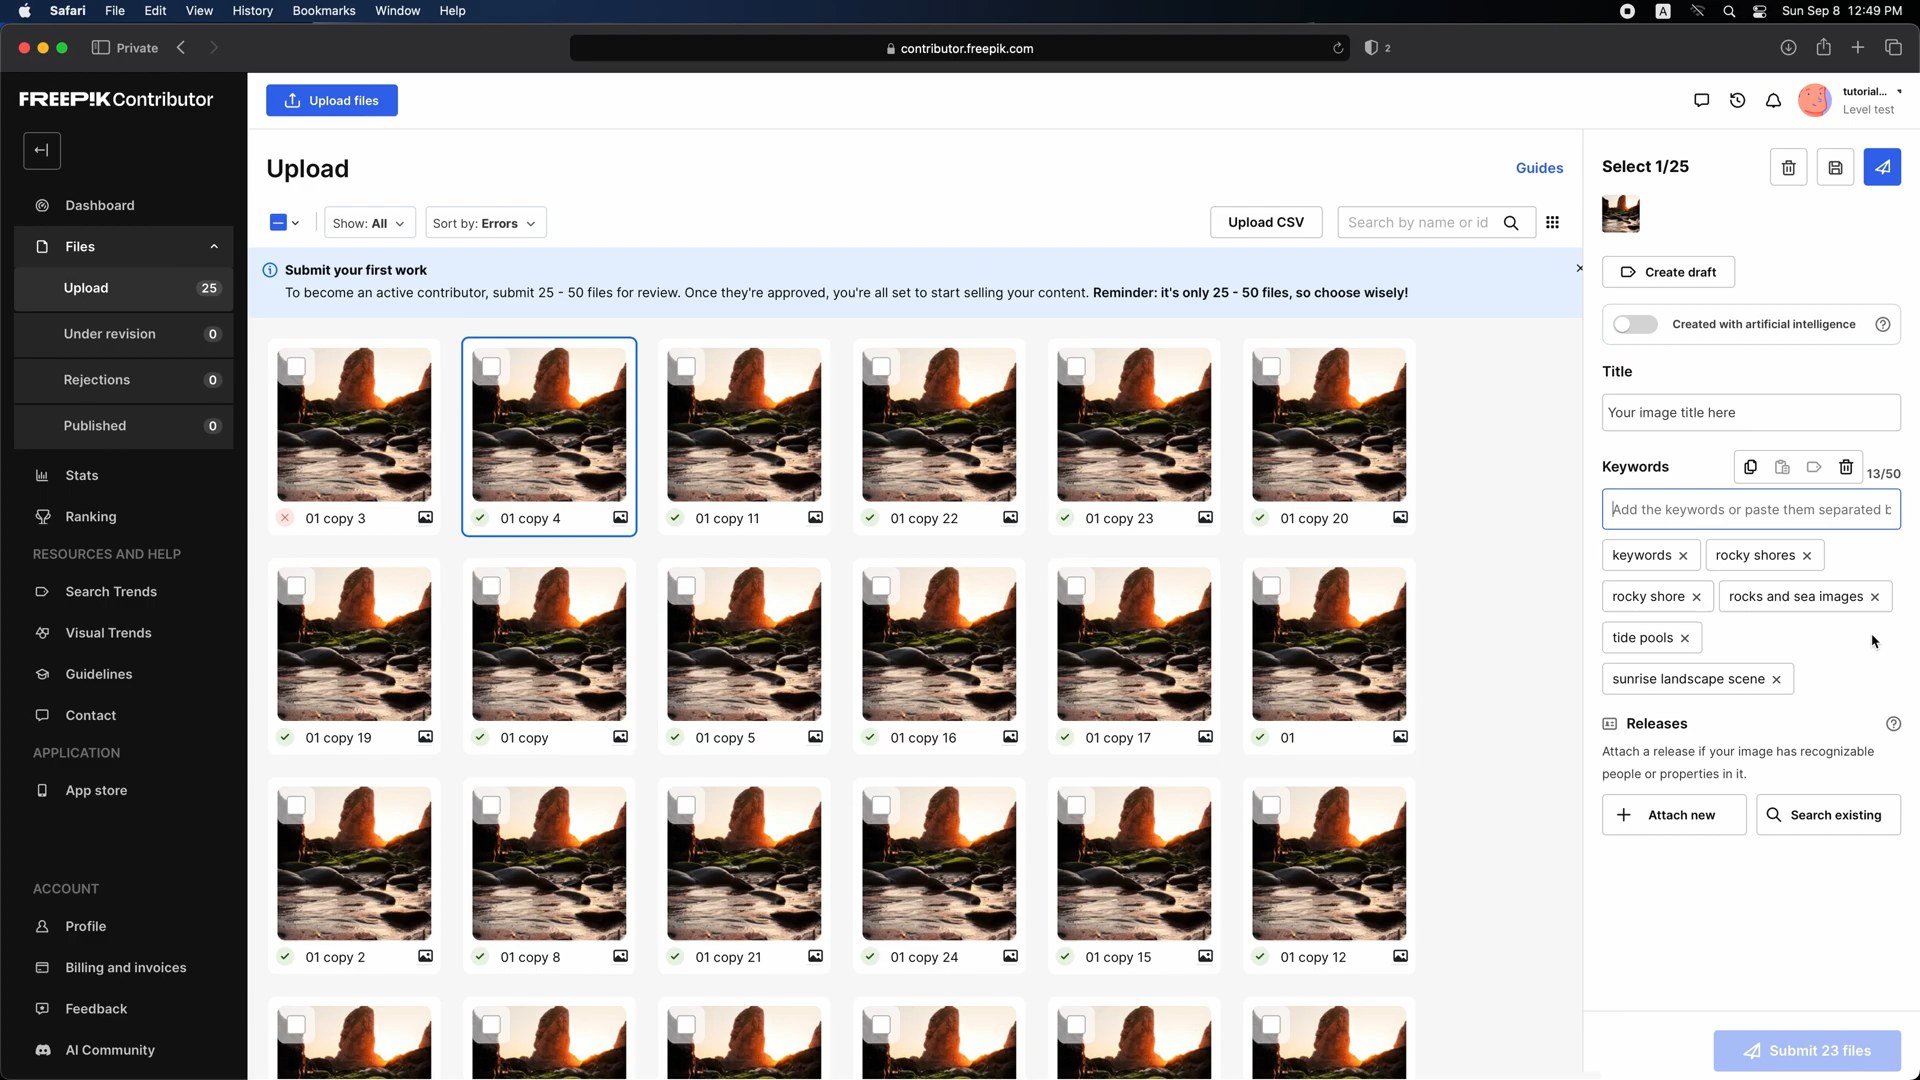 Safari File Edit View History Bookmarks Window Help
A Sun Sep 8 12:49 PM
Private
contributor.freepik.com
2
FREEP!K Contributor
Upload files
tutorial...
Level test
Upload
Guides
Select 1/25
Dashboard
Show: All
Sort by: Errors
Upload CSV
Search by name or id
Files
Upload 25
Under revision 0
Rejections 0
Published 0
Stats
Ranking
RESOURCES AND HELP
Search Trends
Visual Trends
Guidelines
Contact
APPLICATION
App store
ACCOUNT
Profile
Billing and invoices
Feedback
AI Community
Submit your first work
To become an active contributor, submit 25 - 50 files for review. Once they're approved, you're all set to start selling your content. Reminder: it's only 25 - 50 files, so choose wisely!
01 copy 3
01 copy 4
01 copy 11
01 copy 22
01 copy 23
01 copy 20
01 copy 19
01 copy
01 copy 5
01 copy 16
01 copy 17
01
01 copy 2
01 copy 8
01 copy 21
01 copy 24
01 copy 15
01 copy 12
Create draft
Created with artificial intelligence
Title
Your image title here
Keywords
13/50
Add the keywords or paste them separated b
keywords
rocky shores
rocky shore
rocks and sea images
tide pools
sunrise landscape scene
Releases
Attach a release if your image has recognizable
people or properties in it.
Attach new
Search existing
Submit 23 files